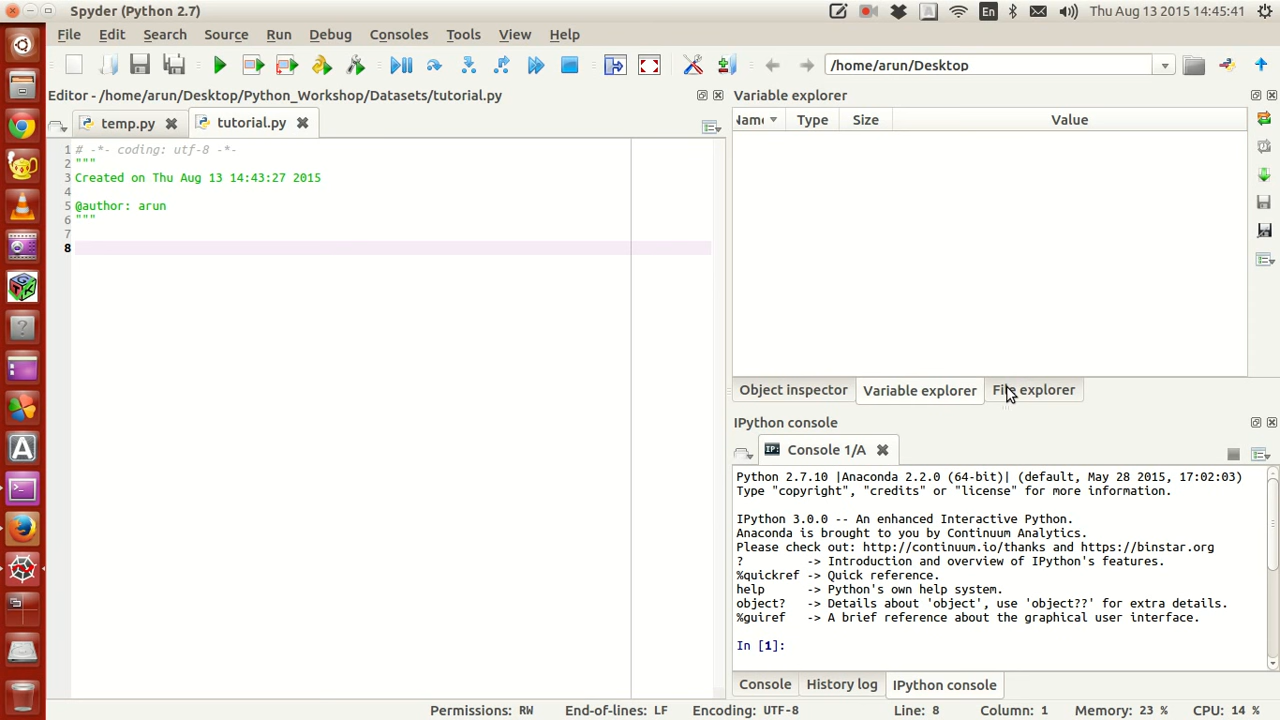 Spyder (Python 2.7)
En
Thu Aug 13 2015 14:45:41
File Edit Search Source Run Debug Consoles Tools View Help
/home/arun/Desktop
Editor - /home/arun/Desktop/Python_Workshop/Datasets/tutorial.py
temp.py
tutorial.py
1 # -*- coding: utf-8 -*-
2 """
3 Created on Thu Aug 13 14:43:27 2015
4
5 @author: arun
6 """
7
8
Variable explorer
Type Size Value
Object inspector Variable explorer File explorer
IPython console
IP: Console 1/A
Python 2.7.10 |Anaconda 2.2.0 (64-bit)| (default, May 28 2015, 17:02:03)
Type "copyright", "credits" or "license" for more information.
IPython 3.0.0 -- An enhanced Interactive Python.
Anaconda is brought to you by Continuum Analytics.
Please check out: http://continuum.io/thanks and https://binstar.org
? -> Introduction and overview of IPython's features.
%quickref -> Quick reference.
help -> Python's own help system.
object? -> Details about 'object', use 'object??' for extra details.
%guiref -> A brief reference about the graphical user interface.
In [1]:
Console History log IPython console
Permissions: RW End-of-lines: LF Encoding: UTF-8 Line: 8 Column: 1 Memory: 23 % CPU: 14 %